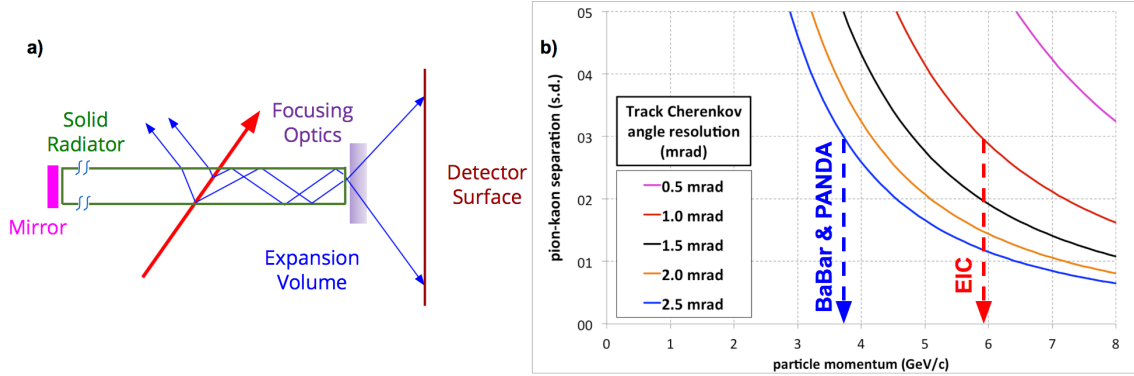 a)
Solid
Radiator
Focusing
Optics
Detector
Surface
Mirror
Expansion
Volume
b)
pion-kaon separation (s.d.)
05
04
03
02
01
00
Track Cherenkov
angle resolution
(mrad)
0.5 mrad
1.0 mrad
1.5 mrad
2.0 mrad
2.5 mrad
BaBar & PANDA
EIC
0 1 2 3 4 5 6 7 8
particle momentum (GeV/c)